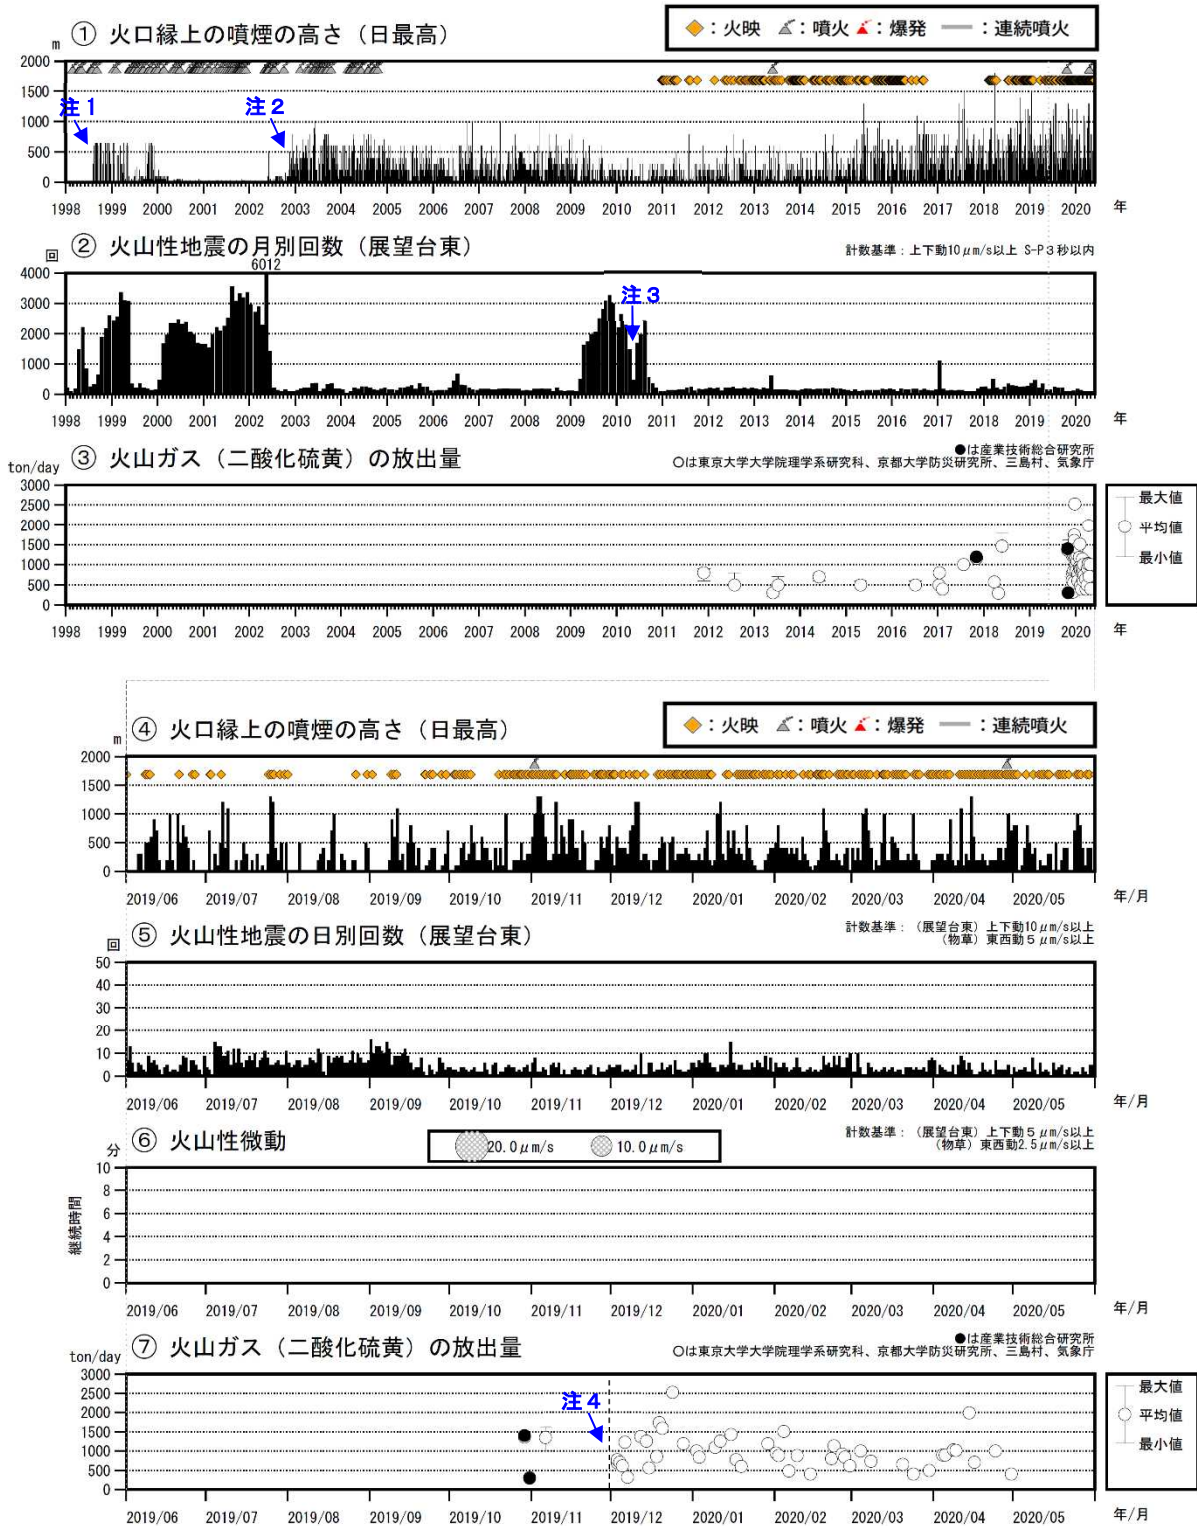 ① 火口縁上の噴煙の高さ（日最高）
◆：火映 ：噴火 ▲：爆発 ━：連続噴火
m
2000
1500
1000
500
0
注１
注２
1998 1999 2000 2001 2002 2003 2004 2005 2006 2007 2008 2009 2010 2011 2012 2013 2014 2015 2016 2017 2018 2019 2020 年
② 火山性地震の月別回数（展望台東）
計数基準：上下動10μm/s以上 S-P３秒以内
回
6012
4000
3000
2000
1000
0
注３
1998 1999 2000 2001 2002 2003 2004 2005 2006 2007 2008 2009 2010 2011 2012 2013 2014 2015 2016 2017 2018 2019 2020 年
③ 火山ガス（二酸化硫黄）の放出量
●は産業技術総合研究所
○は東京大学大学院理学系研究科、京都大学防災研究所、三島村、気象庁
ton/day
3000
2500
2000
1500
1000
500
0
最大値
平均値
最小値
1998 1999 2000 2001 2002 2003 2004 2005 2006 2007 2008 2009 2010 2011 2012 2013 2014 2015 2016 2017 2018 2019 2020 年
④ 火口縁上の噴煙の高さ（日最高）
◆：火映 ：噴火 ▲：爆発 ━：連続噴火
m
2000
1500
1000
500
0
2019/06 2019/07 2019/08 2019/09 2019/10 2019/11 2019/12 2020/01 2020/02 2020/03 2020/04 2020/05 年/月
⑤ 火山性地震の日別回数（展望台東）
計数基準：（展望台東）上下動10μm/s以上
（物草）東西動５μm/s以上
回
50
40
30
20
10
0
2019/06 2019/07 2019/08 2019/09 2019/10 2019/11 2019/12 2020/01 2020/02 2020/03 2020/04 2020/05 年/月
⑥ 火山性微動
20.0μm/s 10.0μm/s
計数基準：（展望台東）上下動５μm/s以上
（物草）東西動2.5μm/s以上
分
継続時間
10
8
6
4
2
0
2019/06 2019/07 2019/08 2019/09 2019/10 2019/11 2019/12 2020/01 2020/02 2020/03 2020/04 2020/05 年/月
⑦ 火山ガス（二酸化硫黄）の放出量
●は産業技術総合研究所
○は東京大学大学院理学系研究科、京都大学防災研究所、三島村、気象庁
ton/day
3000
2500
2000
1500
1000
500
0
注４
最大値
平均値
最小値
2019/06 2019/07 2019/08 2019/09 2019/10 2019/11 2019/12 2020/01 2020/02 2020/03 2020/04 2020/05 年/月